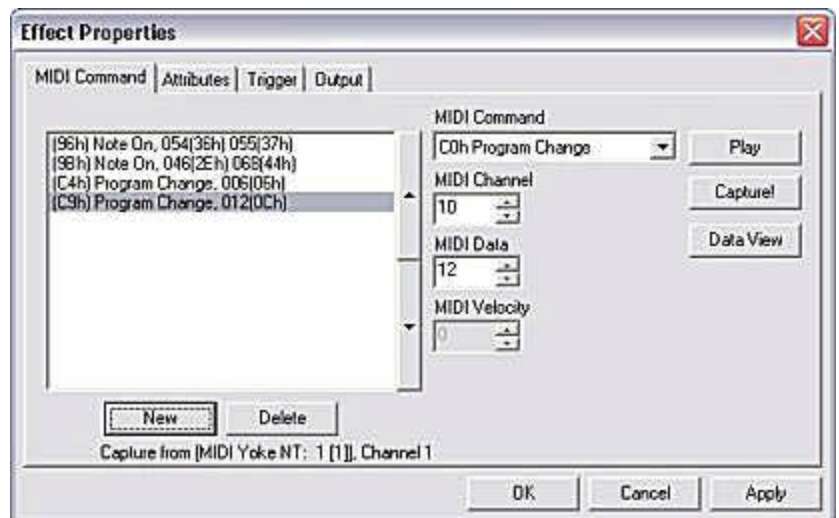 Effect Properties
MIDI Command Attributes Trigger Output
(96h) Note On, 054(36h) 055(37h)
(98h) Note On, 046(2Eh) 068(44h)
(C4h) Program Change, 006(06h)
(C9h) Program Change, 012(0Ch)
MIDI Command
C0h Program Change
MIDI Channel
10
MIDI Data
12
MIDI Velocity
0
Play
Capture!
Data View
New Delete
Capture from [MIDI Yoke NT: 1 [1]], Channel 1
OK Cancel Apply